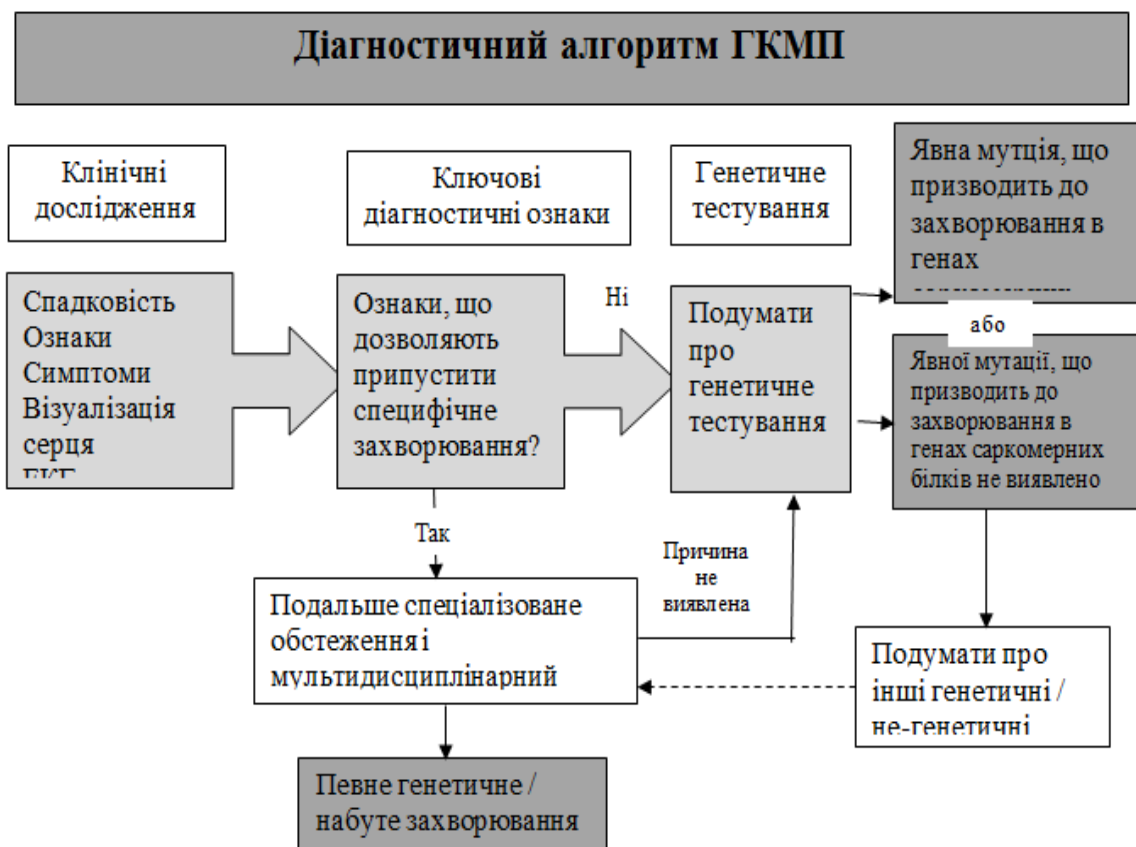 Діагностичний алгоритм ГКМП
Клінічні
дослідження
Ключові
діагностичні ознаки
Генетичне
тестування
Явна мутція, що
призводить до
захворювання в
генах
Спадковість
Ознаки
Симптоми
Візуалізація
серця
Ознаки, що
дозволяють
припустити
специфічне
захворювання?
Ні
Подумати
про
генетичне
тестування
або
Явної мутації, що
призводить до
захворювання в
генах саркомерних
білків не виявлено
Так
Причина
не
виявлена
Подальше спеціалізоване
обстеження і
мультидисциплінарний
Подумати про
інші генетичні /
не-генетичні
Певне генетичне /
набуте захворювання